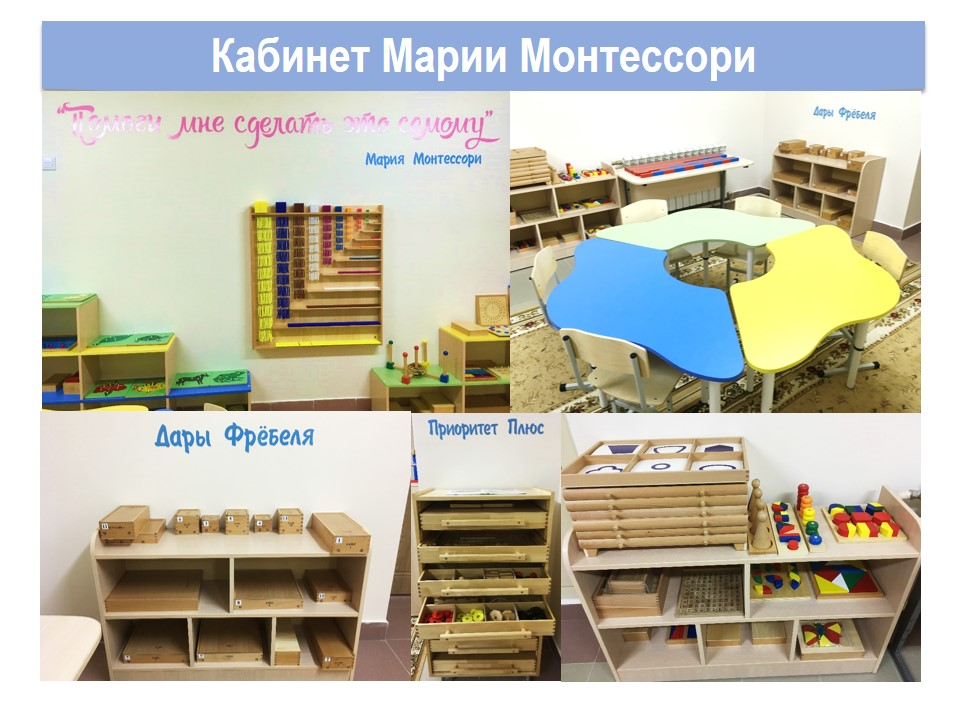 Кабинет Марии Монтессори
“Помоги мне сделать это самому”
Мария Монтессори
Дары Фрёбеля
Дары Фрёбеля
Приоритет Плюс